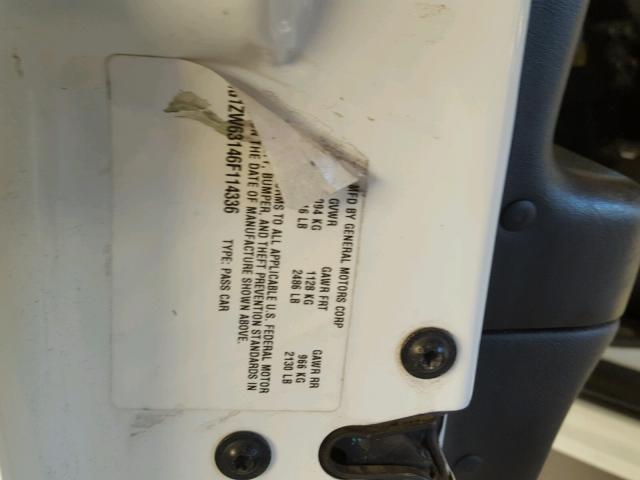 MFD BY GENERAL MOTORS CORP
GVWR GAWR FRT GAWR RR
094 KG 1128 KG 966 KG
6 LB 2486 LB 2130 LB
TO ALL APPLICABLE U.S. FEDERAL MOTOR
BUMPER, AND THEFT PREVENTION STANDARDS IN
THE DATE OF MANUFACTURE SHOWN ABOVE.
1ZW63146F114336 TYPE: PASS CAR